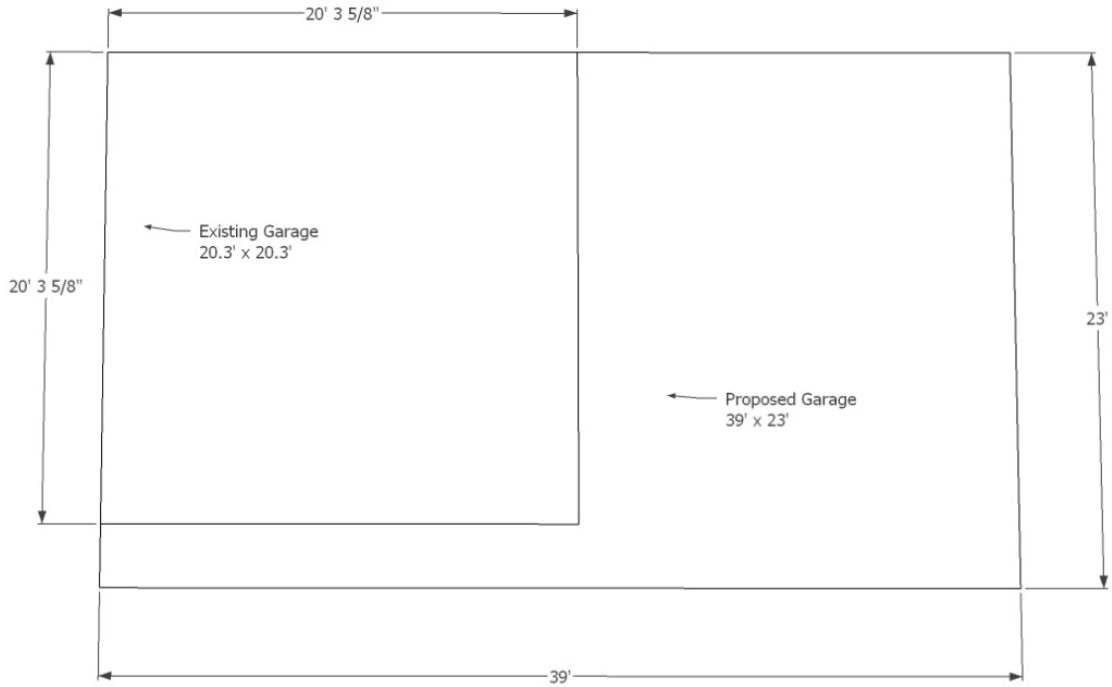 20' 3 5/8"
Existing Garage
20.3' x 20.3'
20' 3 5/8"
23'
Proposed Garage
39' x 23'
39'